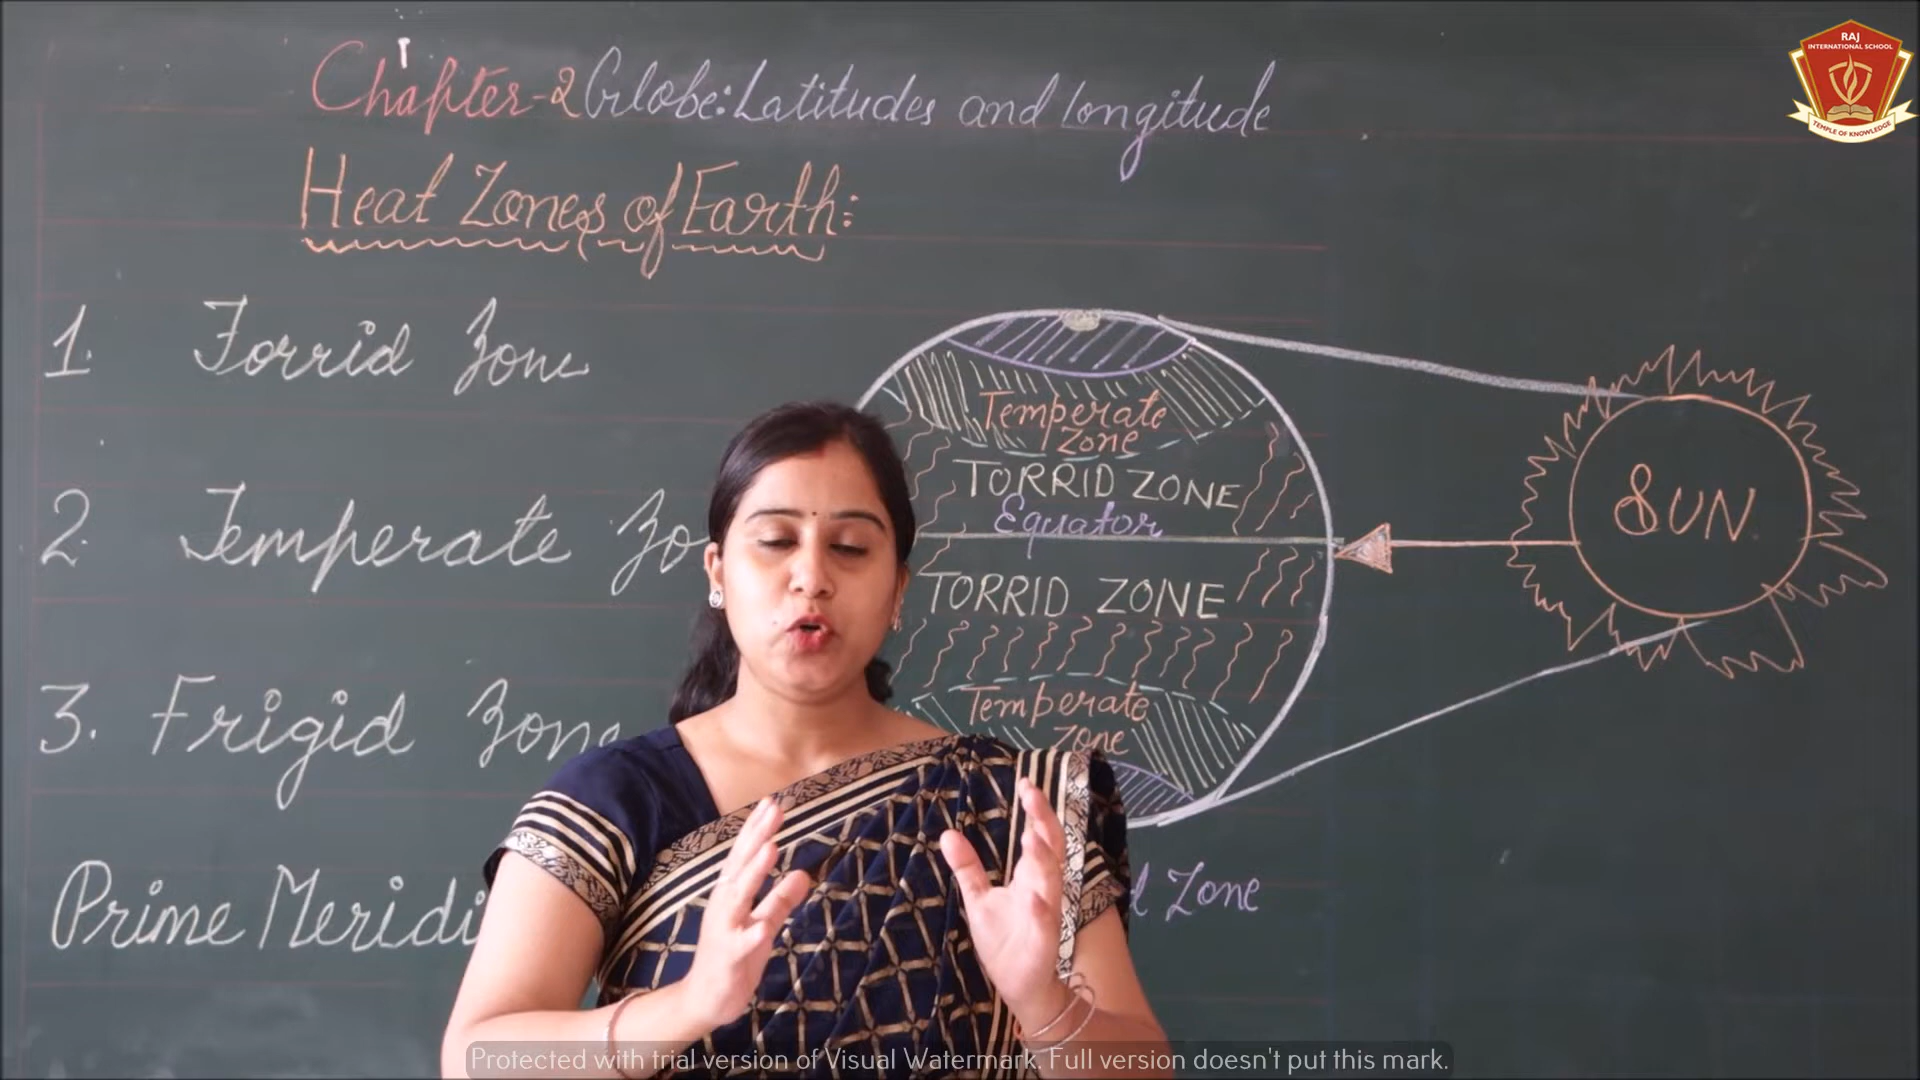 Chapter-2 Globe: Latitudes and longitude
Heat Zones of Earth:
1. Torrid Zone
2. Temperate Zo
3. Frigid Zone
Prime Meridi
Temperate
Zone
TORRID ZONE
Equator
TORRID ZONE
Temperate
Zone
d Zone
SUN
RAJ
INTERNATIONAL SCHOOL
TEMPLE OF KNOWLEDGE
Protected with trial version of Visual Watermark. Full version doesn't put this mark.